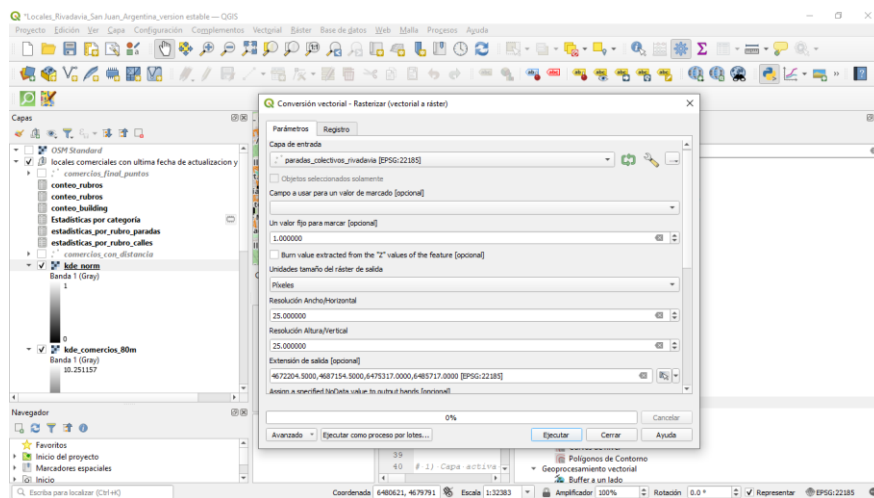 *Locales_Rivadavia_San Juan_Argentina_version estable — QGIS
Proyecto Edición Ver Capa Configuración Complementos Vectorial Ráster Base de datos Web Malla Procesos Ayuda
Capas
OSM Standard
locales comerciales con ultima fecha de actualizacion y
comercios_final_puntos
conteo_rubros
conteo_rubros
conteo_building
Estadísticas por categoría
estadisticas_por_rubro_paradas
estadisticas_por_rubro_calles
comercios_con_distancia
kde_norm
Banda 1 (Gray)
1
0
kde_comercios_80m
Banda 1 (Gray)
10.251157
Navegador
Favoritos
Inicio del proyecto
Marcadores espaciales
Inicio
Conversión vectorial - Rasterizar (vectorial a ráster)
Parámetros Registro
Capa de entrada
paradas_colectivos_rivadavia [EPSG:22185]
Objetos seleccionados solamente
Campo a usar para un valor de marcado [opcional]
Un valor fijo para marcar [opcional]
1.000000
Burn value extracted from the "Z" values of the feature [opcional]
Unidades tamaño del ráster de salida
Píxeles
Resolución Ancho/Horizontal
25.000000
Resolución Altura/Vertical
25.000000
Extensión de salida [opcional]
4672204.5000,4687154.5000,6475317.0000,6485717.0000 [EPSG:22185]
Assign a specified NoData value to output bands [opcional]
0%
Cancelar
Avanzado Ejecutar como proceso por lotes... Ejecutar Cerrar Ayuda
39
40 # 1) Capa activa
Polígonos de Contorno
Geoprocesamiento vectorial
Buffer a un lado
Escriba para localizar (Ctrl+K) Coordenada 6480621, 4679791 Escala 1:32383 Amplificador 100% Rotación 0.0 ° Representar EPSG:22185